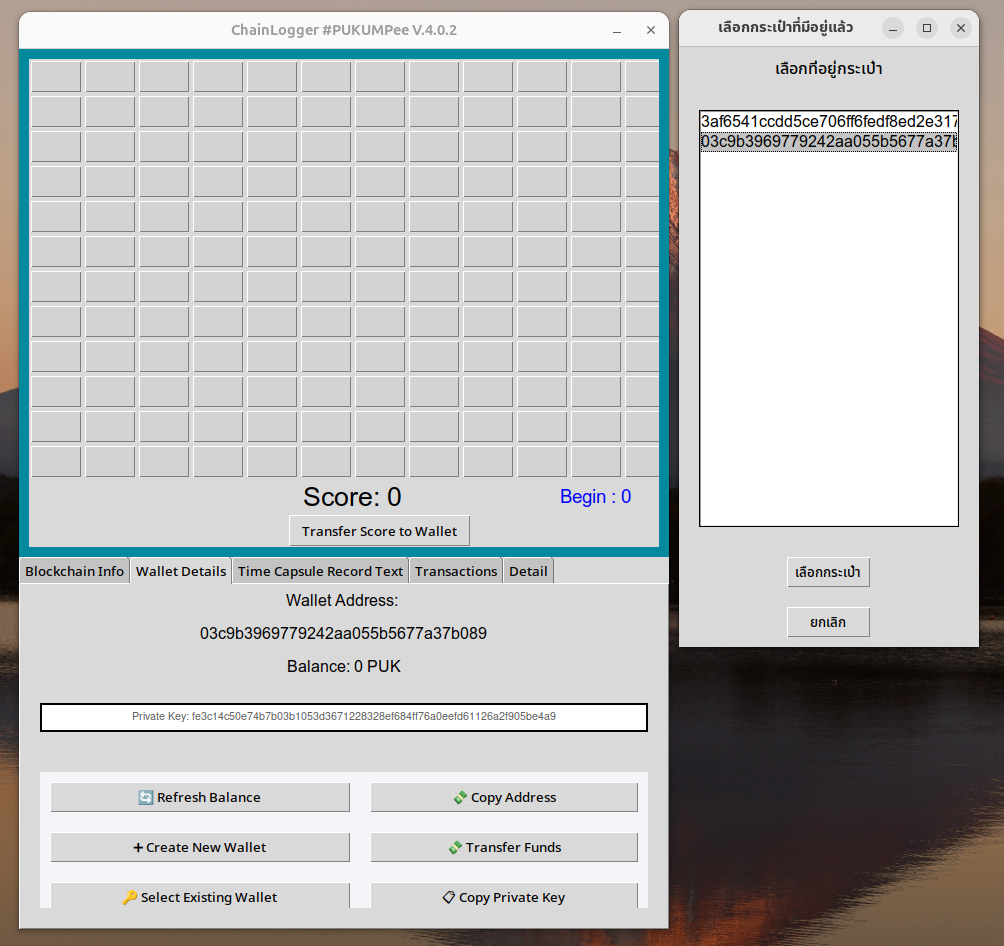 ChainLogger #PUKUMPee V.4.0.2
Score: 0
Begin : 0
Transfer Score to Wallet
Blockchain Info
Wallet Details
Time Capsule Record Text
Transactions
Detail
Wallet Address:
03c9b3969779242aa055b5677a37b089
Balance: 0 PUK
Private Key: fe3c14c50e74b7b03b1053d3671228328ef684ff76a0eefd61126a2f905be4a9
Refresh Balance
Copy Address
Create New Wallet
Transfer Funds
Select Existing Wallet
Copy Private Key
เลือกกระเป๋าที่มีอยู่แล้ว
เลือกที่อยู่กระเป๋า
3af6541ccdd5ce706ff6fedf8ed2e317
03c9b3969779242aa055b5677a37b
เลือกกระเป๋า
ยกเลิก